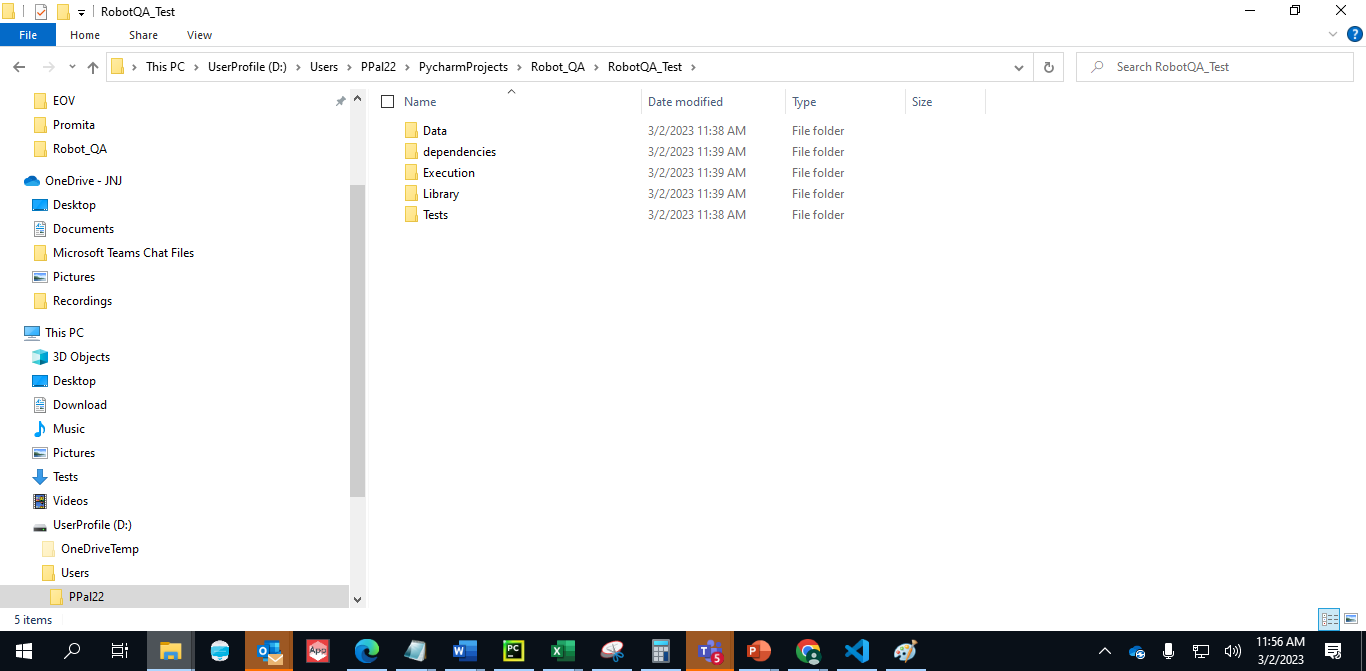 RobotQA_Test
File Home Share View
This PC UserProfile (D:) Users PPal22 PycharmProjects Robot_QA RobotQA_Test
Search RobotQA_Test
EOV
Promita
Robot_QA
OneDrive - JNJ
Desktop
Documents
Microsoft Teams Chat Files
Pictures
Recordings
This PC
3D Objects
Desktop
Download
Music
Pictures
Tests
Videos
UserProfile (D:)
OneDriveTemp
Users
PPal22
Name Date modified Type Size
Data 3/2/2023 11:38 AM File folder
dependencies 3/2/2023 11:39 AM File folder
Execution 3/2/2023 11:39 AM File folder
Library 3/2/2023 11:39 AM File folder
Tests 3/2/2023 11:38 AM File folder
5 items
App
PC
5
11:56 AM
3/2/2023